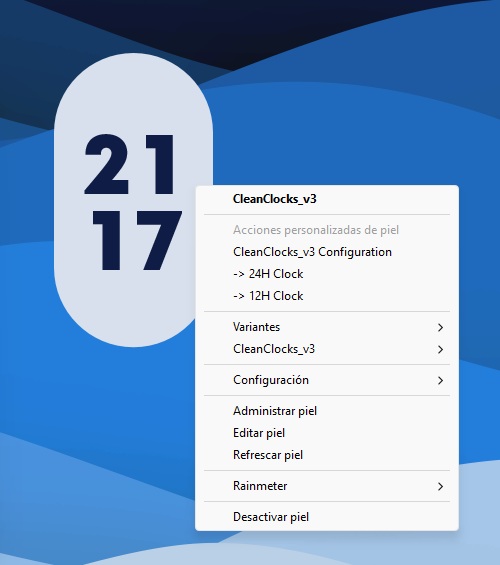 21
17
CleanClocks_v3
Acciones personalizadas de piel
CleanClocks_v3 Configuration
-> 24H Clock
-> 12H Clock
Variantes
CleanClocks_v3
Configuración
Administrar piel
Editar piel
Refrescar piel
Rainmeter
Desactivar piel